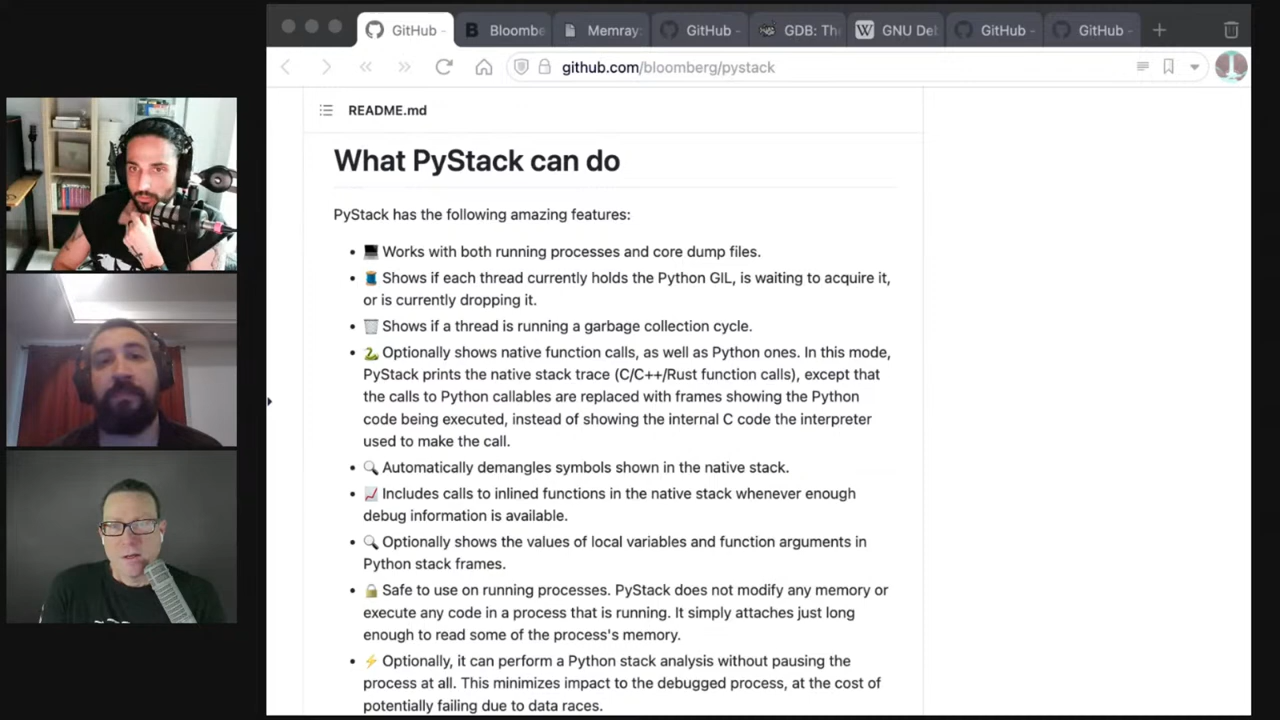 GitHub -
Bloombe
Memray:
GitHub -
GDB: Th
GNU De
GitHub -
GitHub -
github.com/bloomberg/pystack
README.md
What PyStack can do
PyStack has the following amazing features:
• 💻 Works with both running processes and core dump files.
• 🧵 Shows if each thread currently holds the Python GIL, is waiting to acquire it,
or is currently dropping it.
• 🗑️ Shows if a thread is running a garbage collection cycle.
• 🐍 Optionally shows native function calls, as well as Python ones. In this mode,
PyStack prints the native stack trace (C/C++/Rust function calls), except that
the calls to Python callables are replaced with frames showing the Python
code being executed, instead of showing the internal C code the interpreter
used to make the call.
• 🔍 Automatically demangles symbols shown in the native stack.
• 📈 Includes calls to inlined functions in the native stack whenever enough
debug information is available.
• 🔍 Optionally shows the values of local variables and function arguments in
Python stack frames.
• 🔒 Safe to use on running processes. PyStack does not modify any memory or
execute any code in a process that is running. It simply attaches just long
enough to read some of the process's memory.
• ⚡ Optionally, it can perform a Python stack analysis without pausing the
process at all. This minimizes impact to the debugged process, at the cost of
potentially failing due to data races.